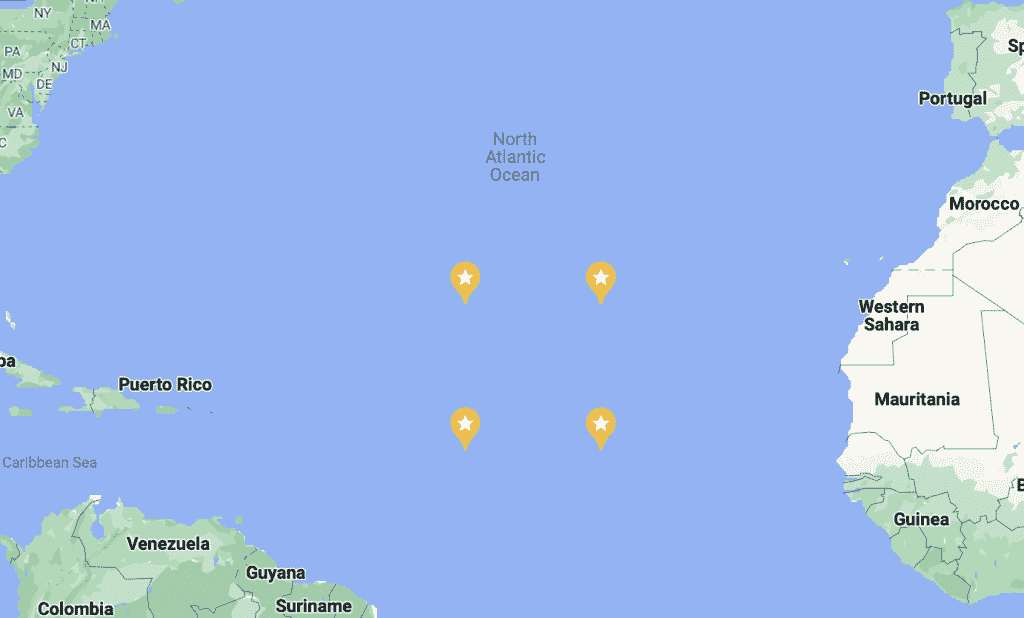 NY
MA
CT
PA
NJ
MD
DE
VA
C
North
Atlantic
Ocean
Sp
Portugal
Morocco
Western
Sahara
ba
Puerto Rico
Mauritania
Caribbean Sea
Guinea
Venezuela
Guyana
Suriname
Colombia